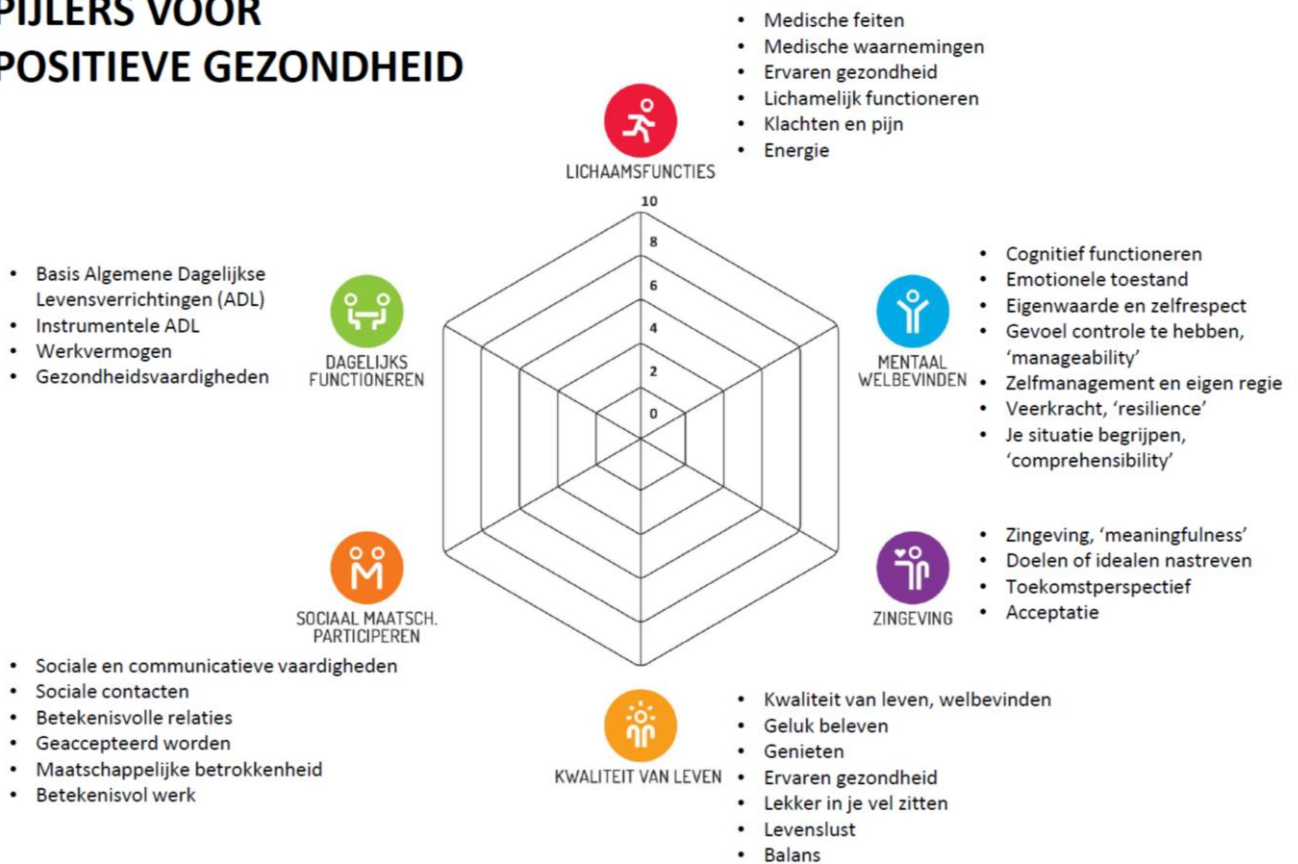 PIJLERS VOOR
POSITIEVE GEZONDHEID
• Medische feiten
• Medische waarnemingen
• Ervaren gezondheid
• Lichamelijk functioneren
• Klachten en pijn
• Energie
LICHAAMSFUNCTIES
10
8
6
4
2
0
• Cognitief functioneren
• Emotionele toestand
• Eigenwaarde en zelfrespect
• Gevoel controle te hebben,
‘manageability’
• Zelfmanagement en eigen regie
• Veerkracht, ‘resilience’
• Je situatie begrijpen,
‘comprehensibility’
MENTAAL
WELBEVINDEN
• Zingeving, ‘meaningfulness’
• Doelen of idealen nastreven
• Toekomstperspectief
• Acceptatie
ZINGEVING
• Kwaliteit van leven, welbevinden
• Geluk beleven
• Genieten
• Ervaren gezondheid
• Lekker in je vel zitten
• Levenslust
• Balans
KWALITEIT VAN LEVEN
SOCIAAL MAATSCH.
PARTICIPEREN
• Sociale en communicatieve vaardigheden
• Sociale contacten
• Betekenisvolle relaties
• Geaccepteerd worden
• Maatschappelijke betrokkenheid
• Betekenisvol werk
• Basis Algemene Dagelijkse
Levensverrichtingen (ADL)
• Instrumentele ADL
• Werkvermogen
• Gezondheidsvaardigheden
DAGELIJKS
FUNCTIONEREN